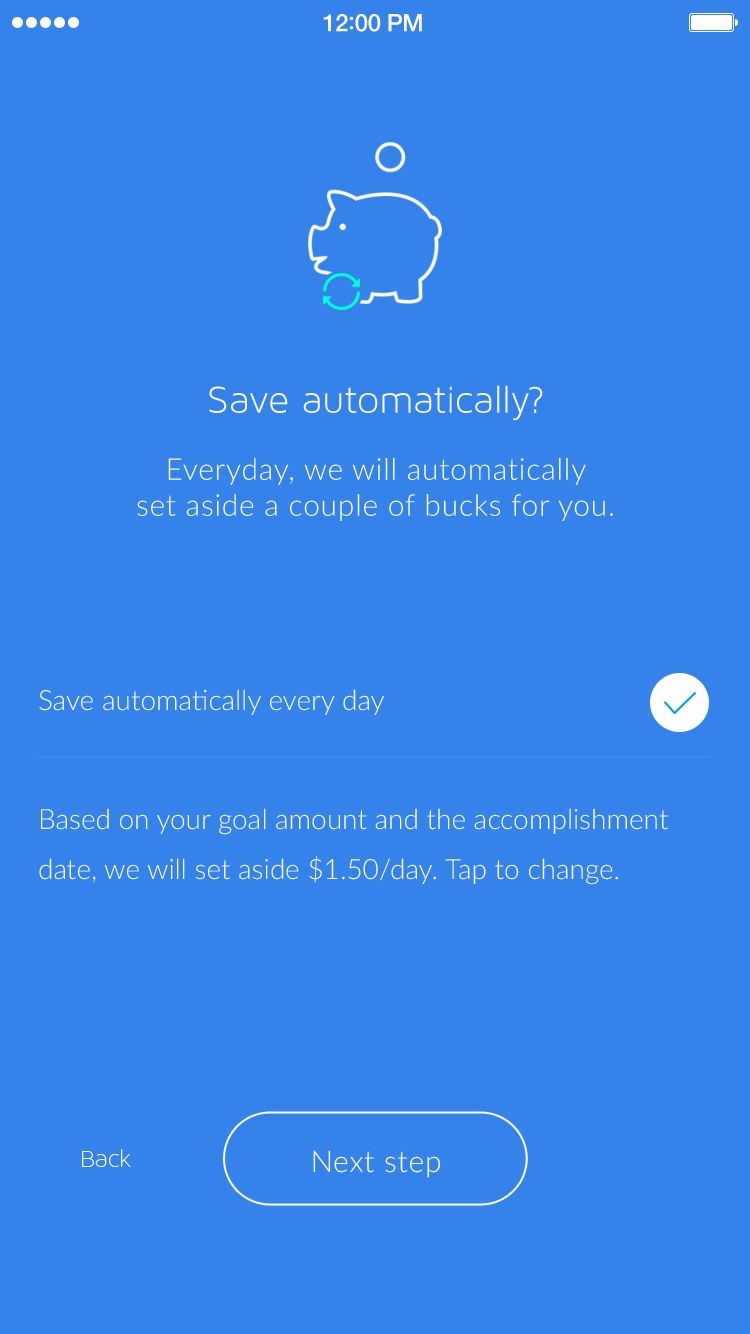 12:00 PM
Save automatically?
Everyday, we will automatically
set aside a couple of bucks for you.
Save automatically every day
Based on your goal amount and the accomplishment
date, we will set aside $1.50/day. Tap to change.
Back
Next step